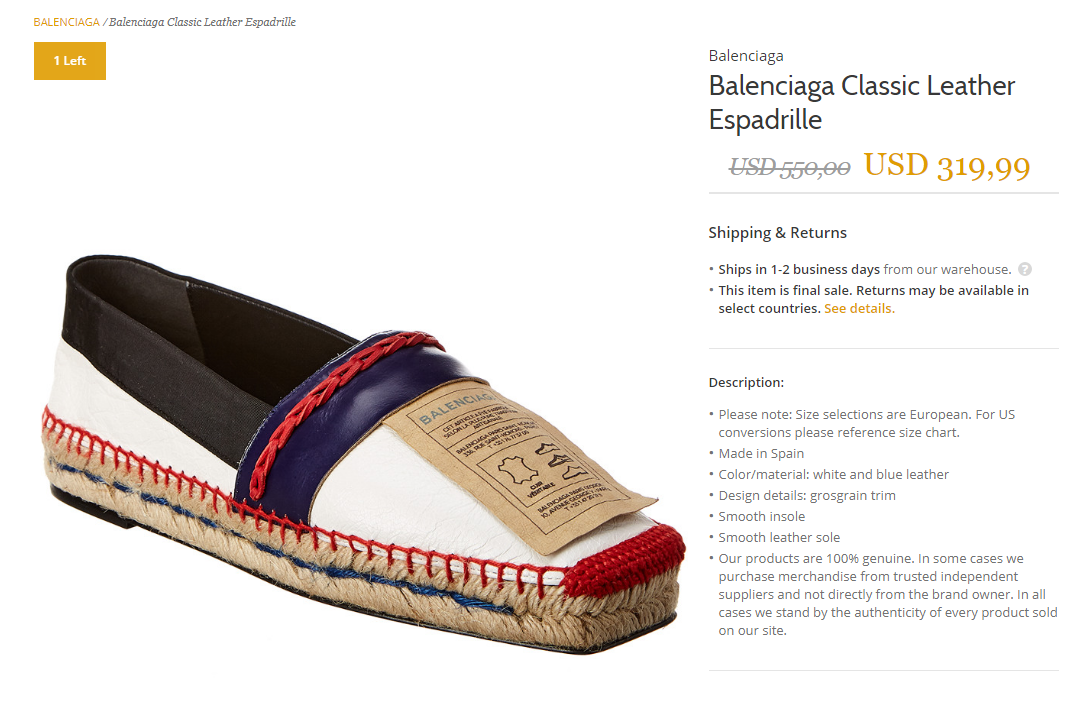 BALENCIAGA / Balenciaga Classic Leather Espadrille
1 Left
Balenciaga
Balenciaga Classic Leather
Espadrille
USD 550,00 USD 319,99
Shipping & Returns
• Ships in 1-2 business days from our warehouse. ?
• This item is final sale. Returns may be available in
select countries. See details.
Description:
• Please note: Size selections are European. For US
conversions please reference size chart.
• Made in Spain
• Color/material: white and blue leather
• Design details: grosgrain trim
• Smooth insole
• Smooth leather sole
• Our products are 100% genuine. In some cases we
purchase merchandise from trusted independent
suppliers and not directly from the brand owner. In all
cases we stand by the authenticity of every product sold
on our site.
BALENCIAGA
CUIR
VÉRITABLE